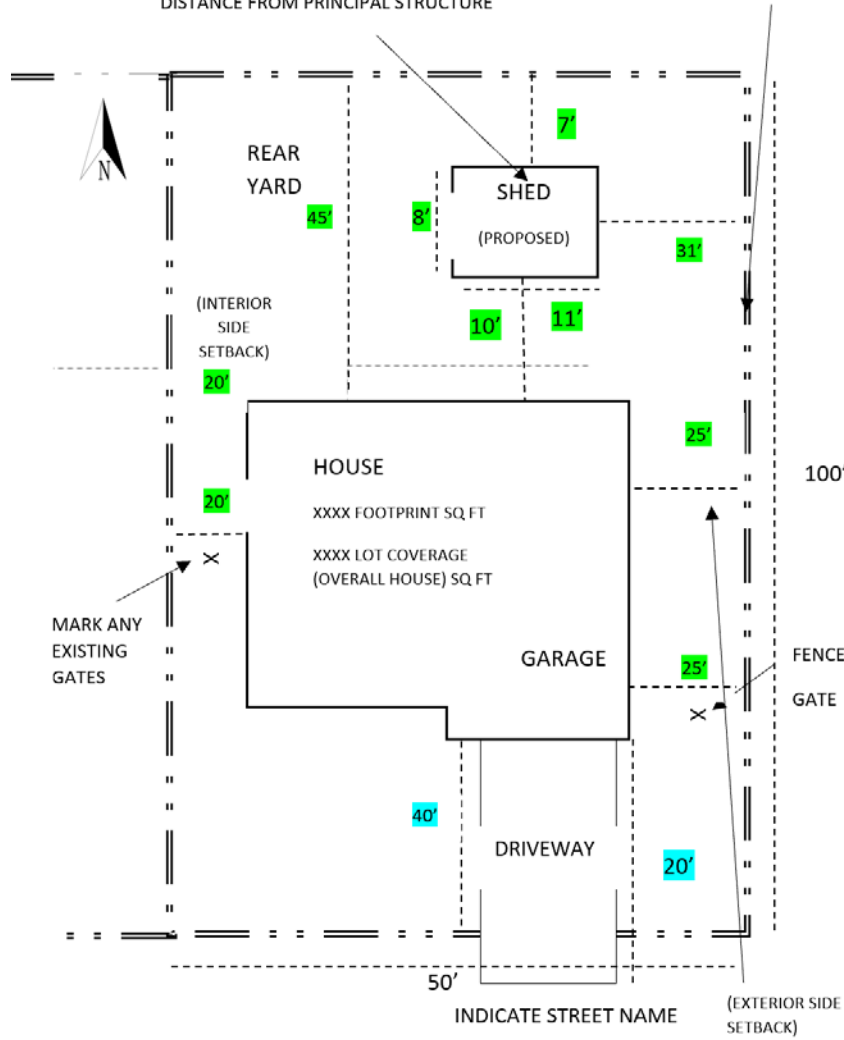 DISTANCE FROM PRINCIPAL STRUCTURE
7'
N
REAR
YARD
SHED
45'
8'
(PROPOSED)
31'
(INTERIOR
SIDE
SETBACK)
10'
11'
20'
25'
HOUSE
100'
20'
XXXX FOOTPRINT SQ FT
XXXX LOT COVERAGE
(OVERALL HOUSE) SQ FT
X
MARK ANY
EXISTING
GATES
GARAGE
25'
FENCE
GATE
X
40'
DRIVEWAY
20'
50'
INDICATE STREET NAME
(EXTERIOR SIDE
SETBACK)